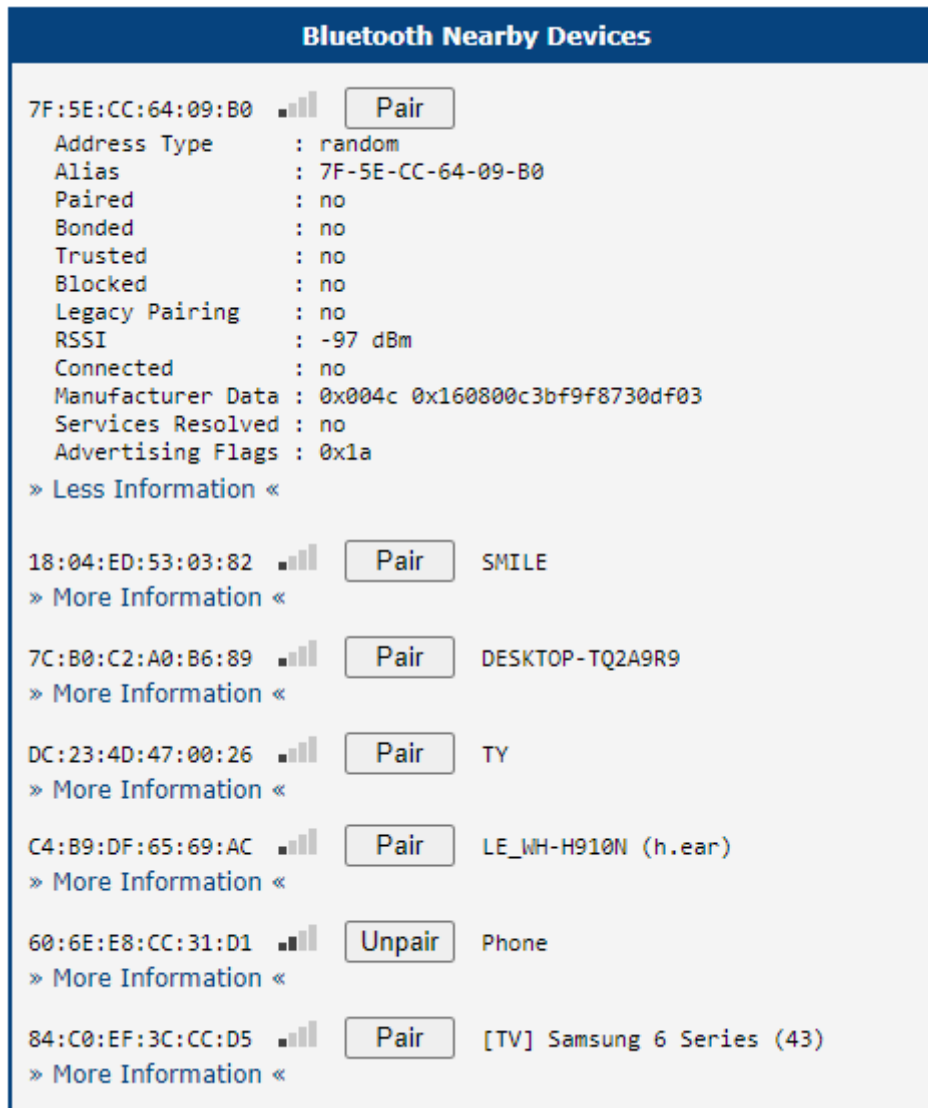 Bluetooth Nearby Devices
7F:5E:CC:64:09:B0 Pair
Address Type : random
Alias : 7F-5E-CC-64-09-B0
Paired : no
Bonded : no
Trusted : no
Blocked : no
Legacy Pairing : no
RSSI : -97 dBm
Connected : no
Manufacturer Data : 0x004c 0x160800c3bf9f8730df03
Services Resolved : no
Advertising Flags : 0x1a
» Less Information «
18:04:ED:53:03:82 Pair SMILE
» More Information «
7C:B0:C2:A0:B6:89 Pair DESKTOP-TQ2A9R9
» More Information «
DC:23:4D:47:00:26 Pair TY
» More Information «
C4:B9:DF:65:69:AC Pair LE_WH-H910N (h.ear)
» More Information «
60:6E:E8:CC:31:D1 Unpair Phone
» More Information «
84:C0:EF:3C:CC:D5 Pair [TV] Samsung 6 Series (43)
» More Information «